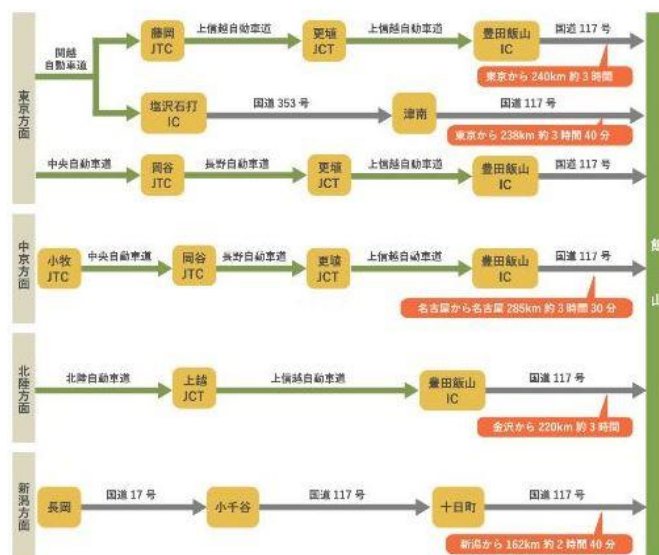 東京方面
関越
自動車道
藤岡
JTC
上信越自動車道
更埴
JCT
上信越自動車道
豊田飯山
IC
国道 117 号
東京から 240km 約 3 時間
塩沢石打
IC
国道 353 号
津南
国道 117 号
東京から 238km 約 3 時間 40 分
中央自動車道
岡谷
JTC
長野自動車道
更埴
JCT
上信越自動車道
豊田飯山
IC
国道 117 号
中京方面
小牧
JTC
中央自動車道
岡谷
JTC
長野自動車道
更埴
JCT
上信越自動車道
豊田飯山
IC
国道 117 号
名古屋から名古屋 285km 約 3 時間 30 分
北陸方面
北陸自動車道
上越
JCT
上信越自動車道
豊田飯山
IC
国道 117 号
金沢から 220km 約 3 時間
新潟方面
長岡
国道 17 号
小千谷
国道 117 号
十日町
国道 117 号
新潟から 162km 約 2 時間 40 分
飯山